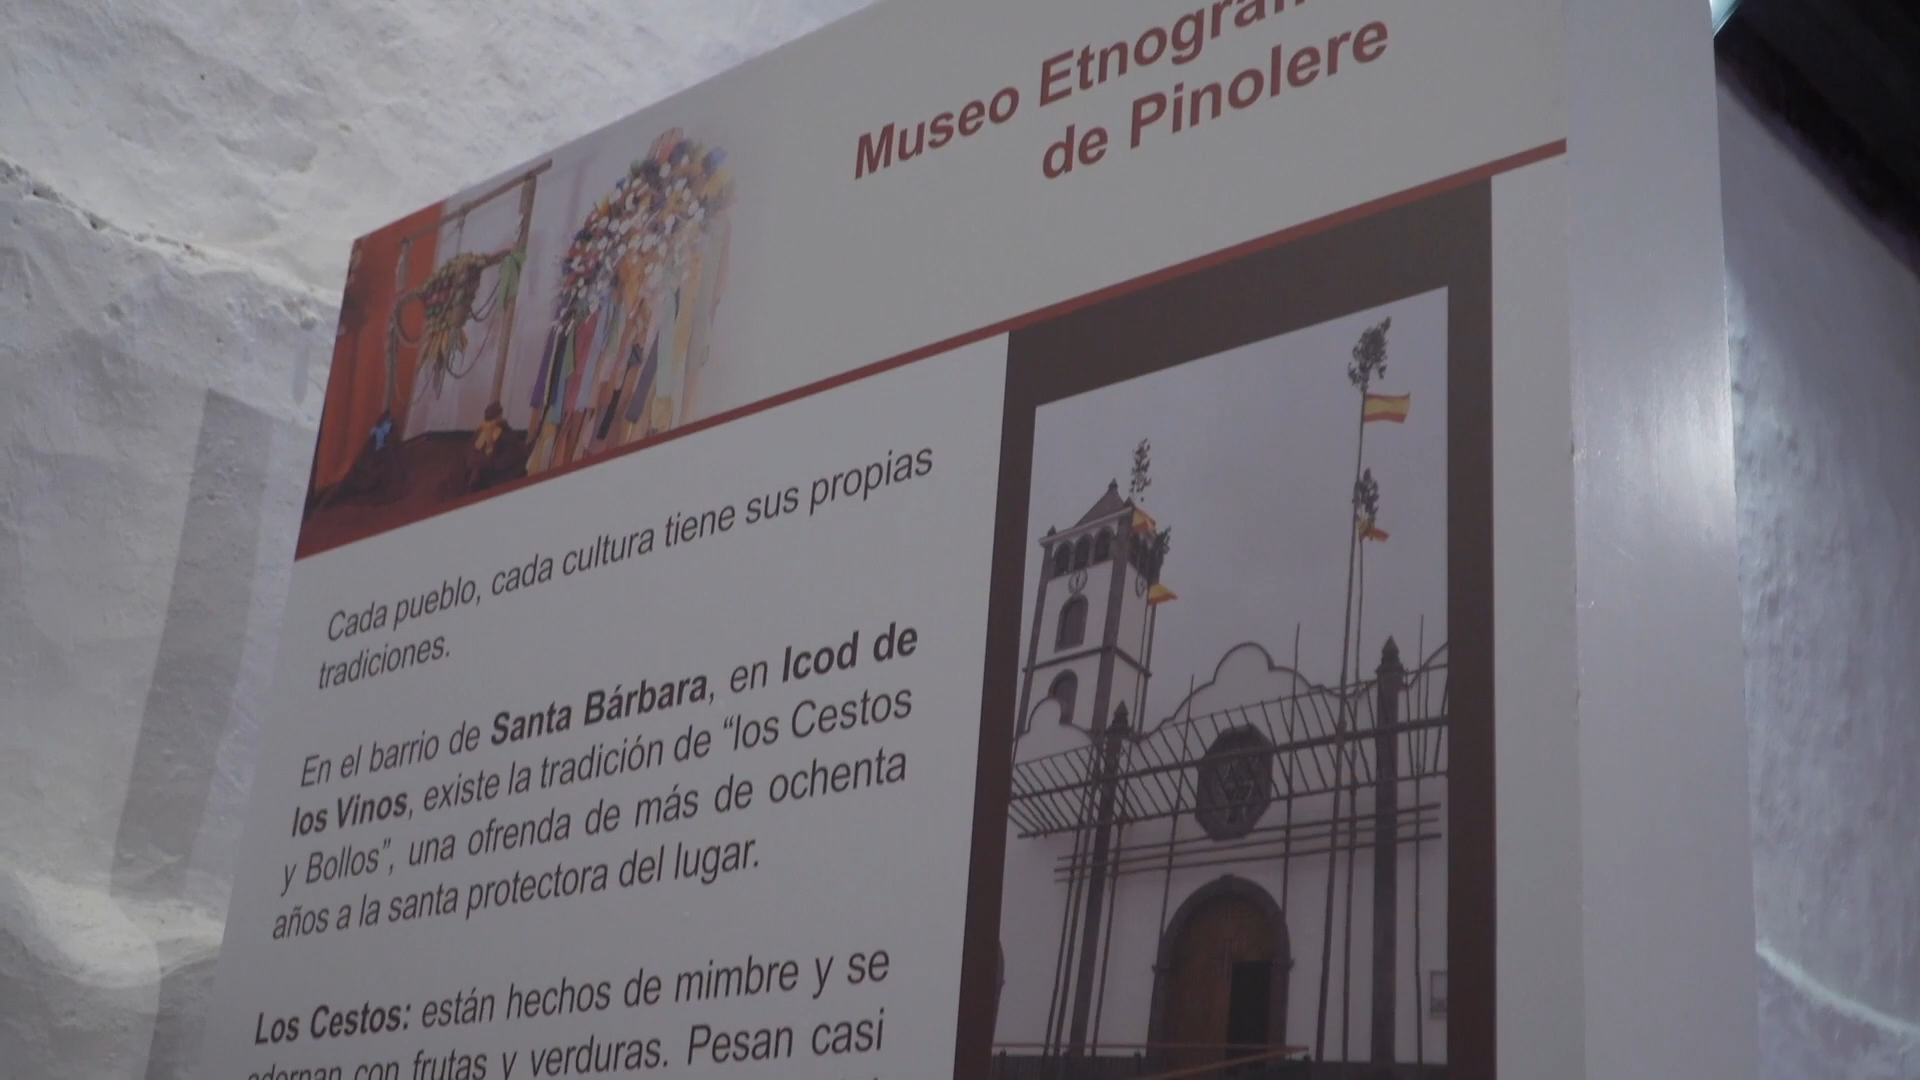 Museo
de Pinolere
Cada pueblo, cada cultura tiene sus propias
tradiciones.
En el barrio de Santa Bárbara, en Icod de
los Vinos, existe la tradición de “los Cestos
y Bollos”, una ofrenda de más de ochenta
años a la santa protectora del lugar.
Los Cestos: están hechos de mimbre y se
adornan con frutas y verduras. Pesan casi